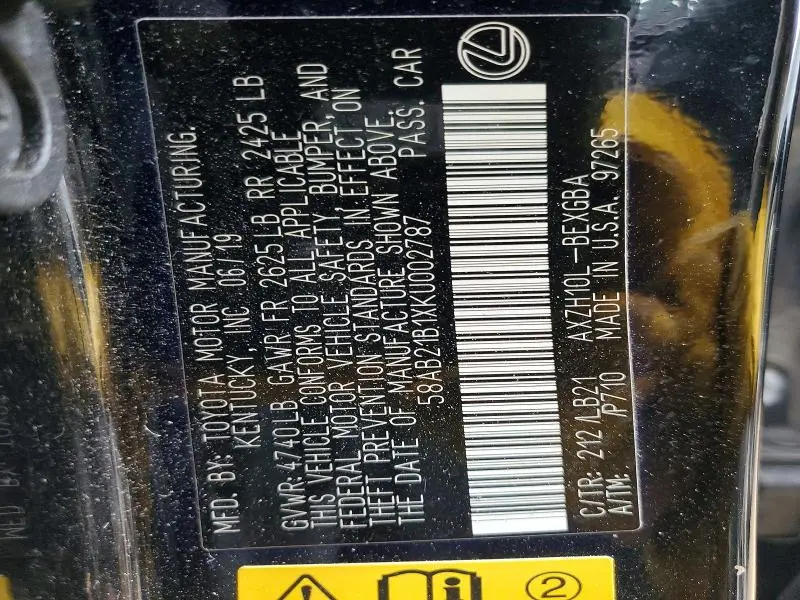 MFD. BY: TOYOTA MOTOR MANUFACTURING,
KENTUCKY, INC 06/19
GVWR 4740LB GAWR FR 2625LB RR 2425 LB
THIS VEHICLE CONFORMS TO ALL APPLICABLE
FEDERAL MOTOR VEHICLE SAFETY, BUMPER, AND
THEFT PREVENTION STANDARDS IN EFFECT ON
THE DATE OF MANUFACTURE SHOWN ABOVE.
58AB21B1XKU002787 PASS. CAR
C/TR: 212 /LB21 AXZH10L-BEXGBA
A/TM: /P710 MADE IN U.S.A. 97265
2